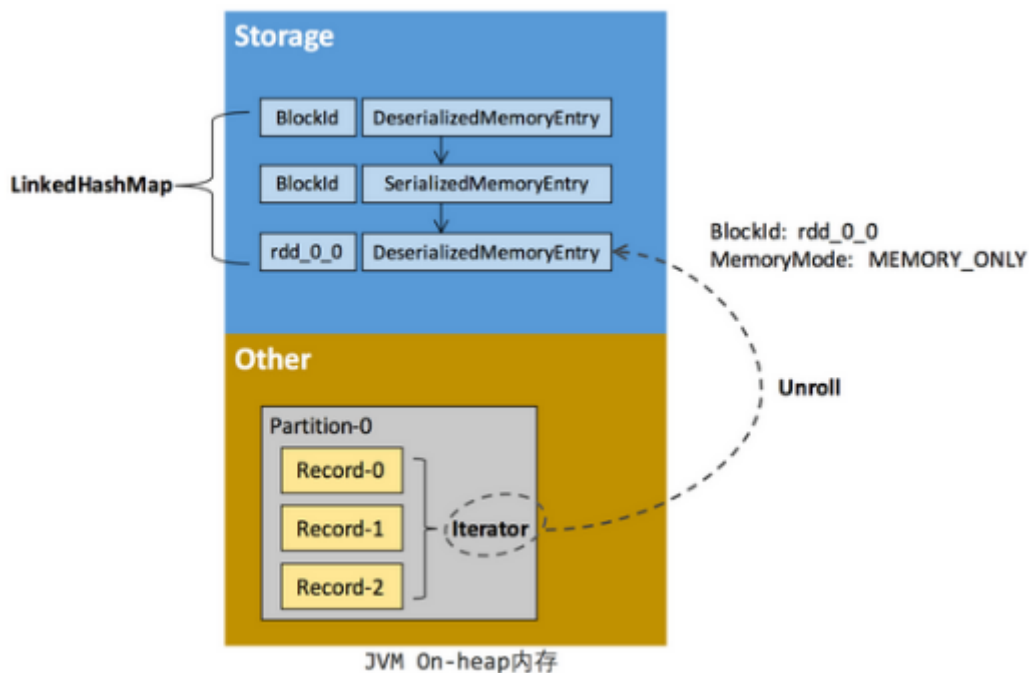 Storage
BlockId DeserializedMemoryEntry
LinkedHashMap
BlockId SerializedMemoryEntry
rdd_0_0 DeserializedMemoryEntry
BlockId: rdd_0_0
MemoryMode: MEMORY_ONLY
Other
Unroll
Partition-0
Record-0
Record-1
Iterator
Record-2
JVM On-heap内存